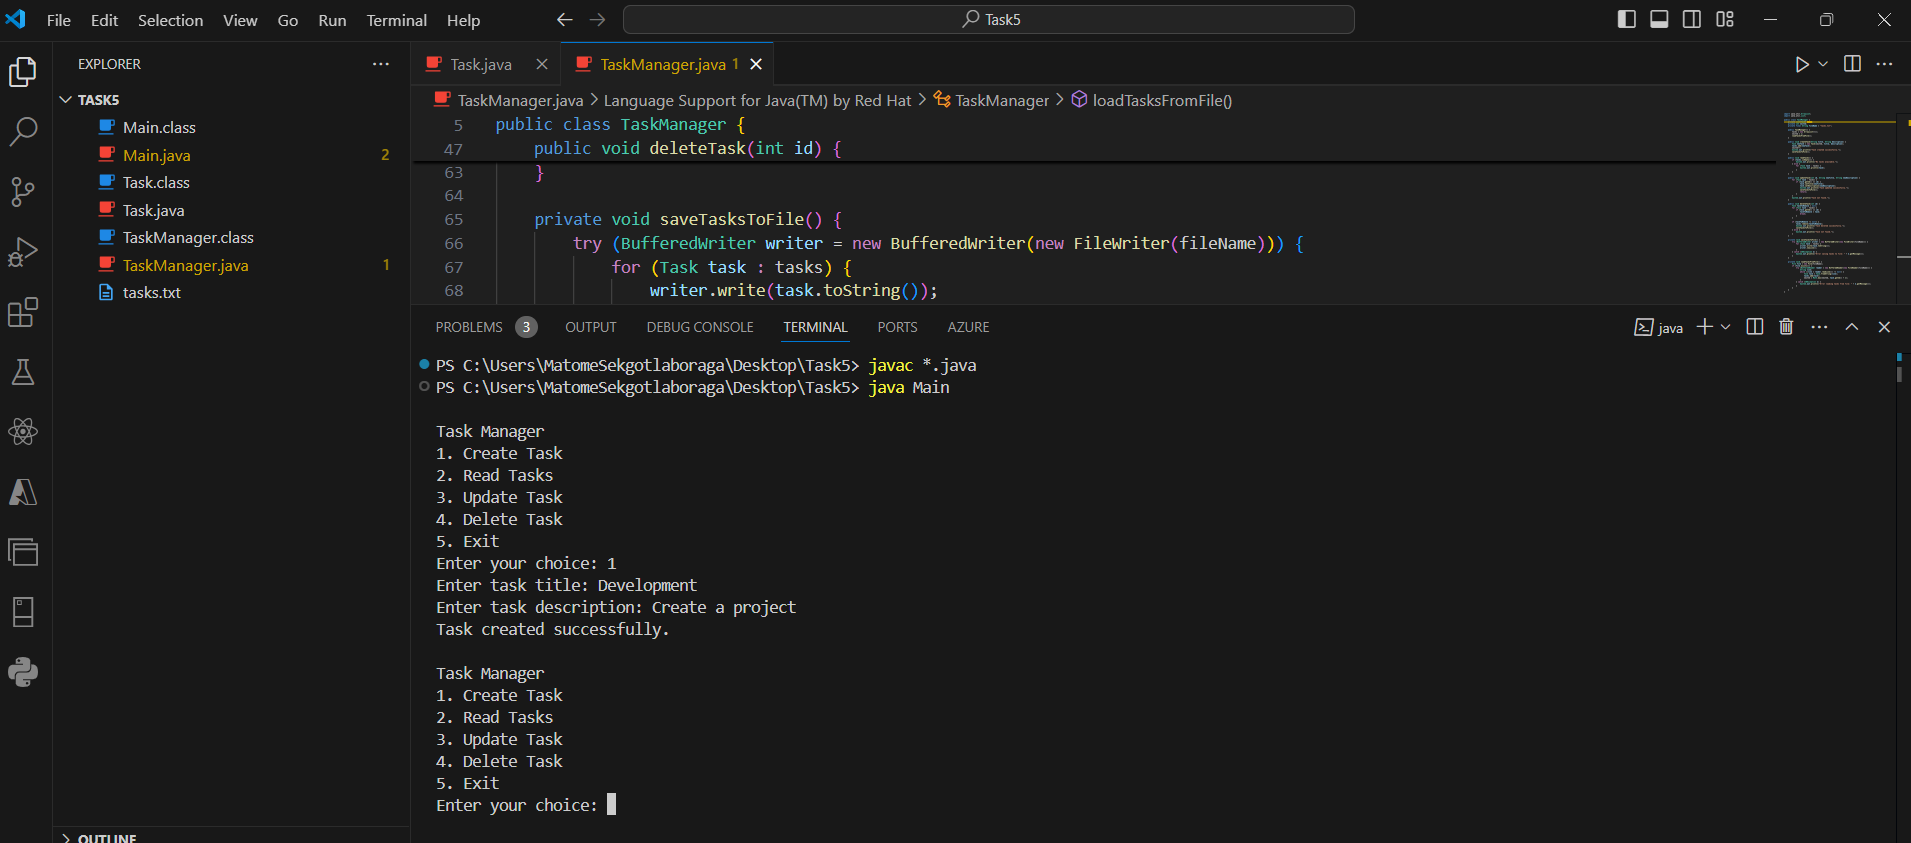 File Edit Selection View Go Run Terminal Help
Task5
EXPLORER
TASK5
Main.class
Main.java 2
Task.class
Task.java
TaskManager.class
TaskManager.java 1
tasks.txt
OUTLINE
Task.java
TaskManager.java 1
TaskManager.java > Language Support for Java(TM) by Red Hat > TaskManager > loadTasksFromFile()
5 public class TaskManager {
47 public void deleteTask(int id) {
63 }
64
65 private void saveTasksToFile() {
66 try (BufferedWriter writer = new BufferedWriter(new FileWriter(fileName))) {
67 for (Task task : tasks) {
68 writer.write(task.toString());
PROBLEMS 3 OUTPUT DEBUG CONSOLE TERMINAL PORTS AZURE
java
PS C:\Users\MatomeSekgotlaboraga\Desktop\Task5> javac *.java
PS C:\Users\MatomeSekgotlaboraga\Desktop\Task5> java Main
Task Manager
1. Create Task
2. Read Tasks
3. Update Task
4. Delete Task
5. Exit
Enter your choice: 1
Enter task title: Development
Enter task description: Create a project
Task created successfully.
Task Manager
1. Create Task
2. Read Tasks
3. Update Task
4. Delete Task
5. Exit
Enter your choice: